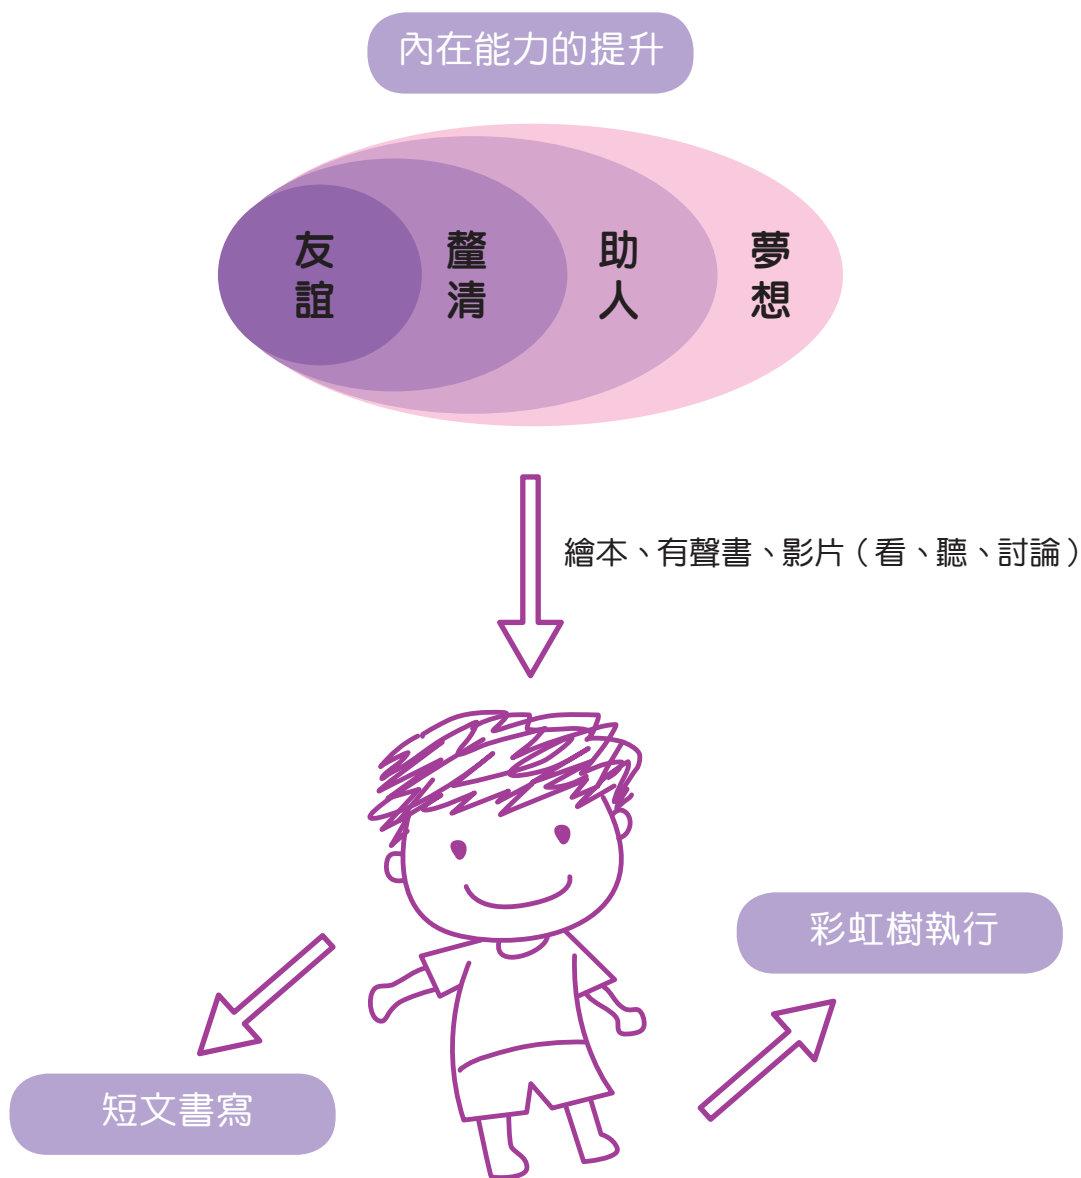 內在能力的提升
友誼
釐清
助人
夢想
繪本、有聲書、影片（看、聽、討論）
彩虹樹執行
短文書寫